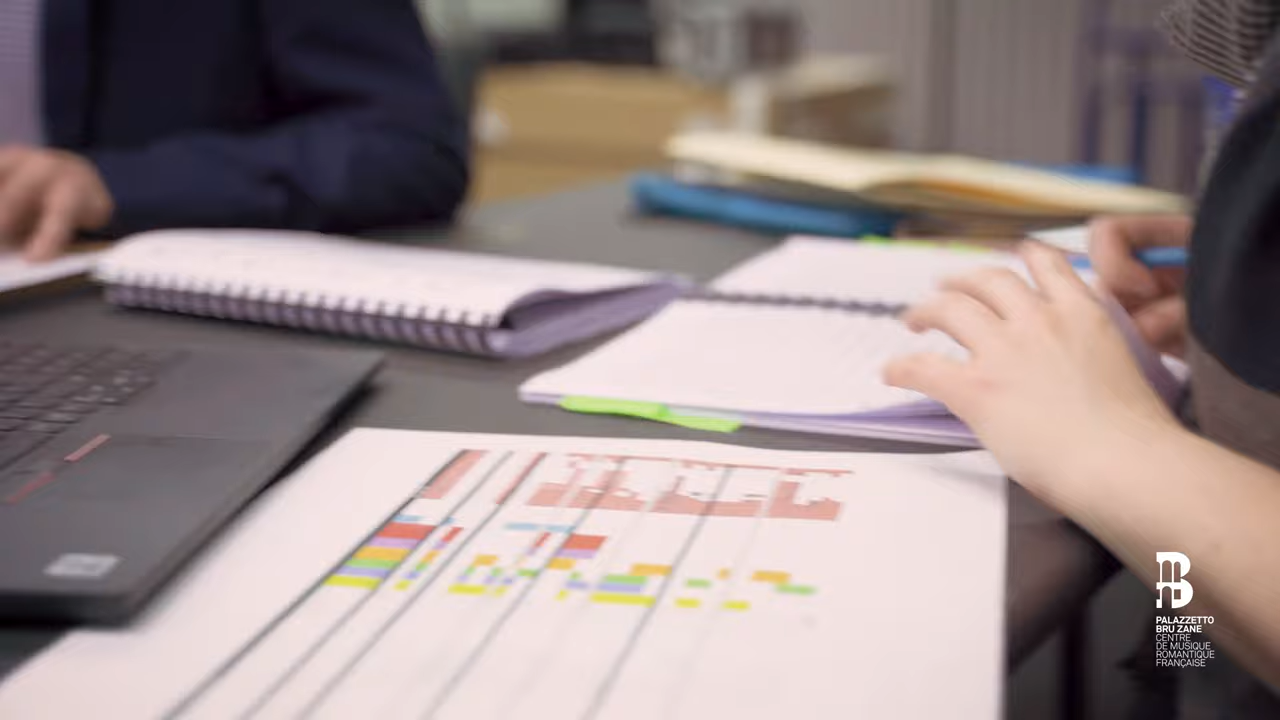 PALAZZETTO
BRU ZANE
CENTRE
DE MUSIQUE
ROMANTIQUE
FRANÇAISE